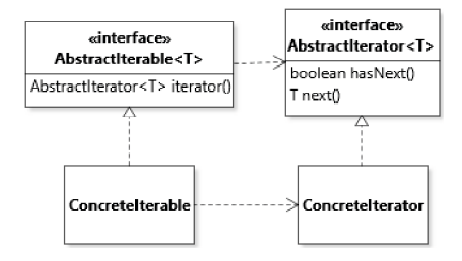 «interface»
AbstractIterable<T>
AbstractIterator<T> iterator()
«interface»
AbstractIterator<T>
boolean hasNext()
T next()
ConcreteIterable
ConcreteIterator